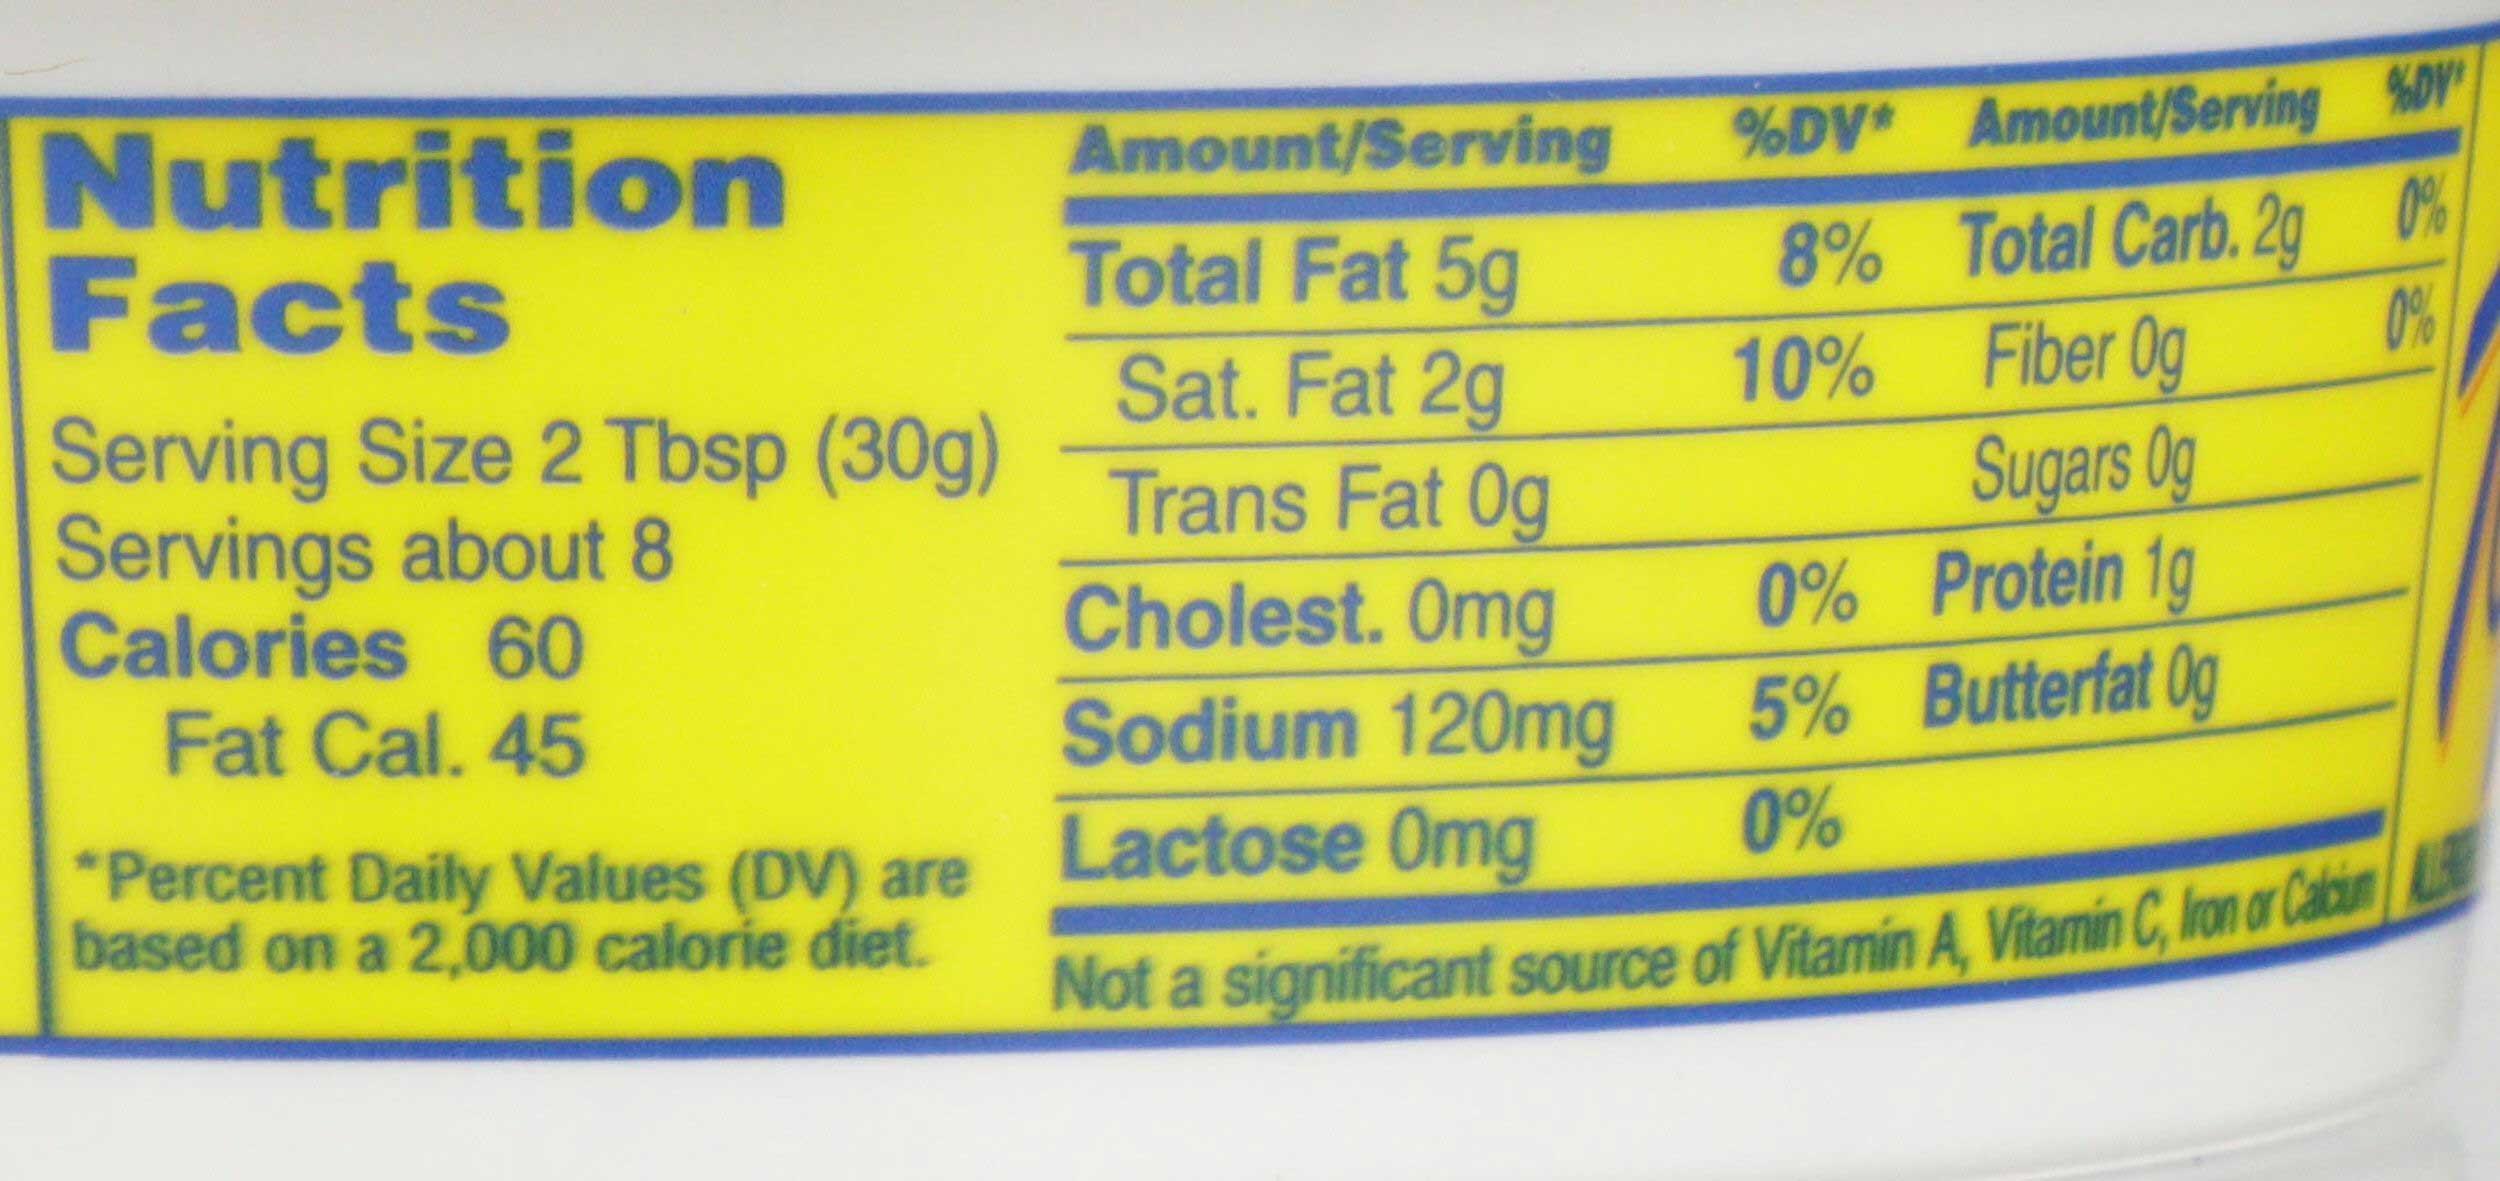 Nutrition
Facts
Serving Size 2 Tbsp (30g)
Servings about 8
Calories 60
Fat Cal. 45
*Percent Daily Values (DV) are
based on a 2,000 calorie diet.
Amount/Serving %DV* Amount/Serving %DV*
Total Fat 5g 8% Total Carb. 2g 0%
Sat. Fat 2g 10% Fiber 0g 0%
Trans Fat 0g Sugars 0g
Cholest. 0mg 0% Protein 1g
Sodium 120mg 5% Butterfat 0g
Lactose 0mg 0%
Not a significant source of Vitamin A, Vitamin C, Iron or Calcium